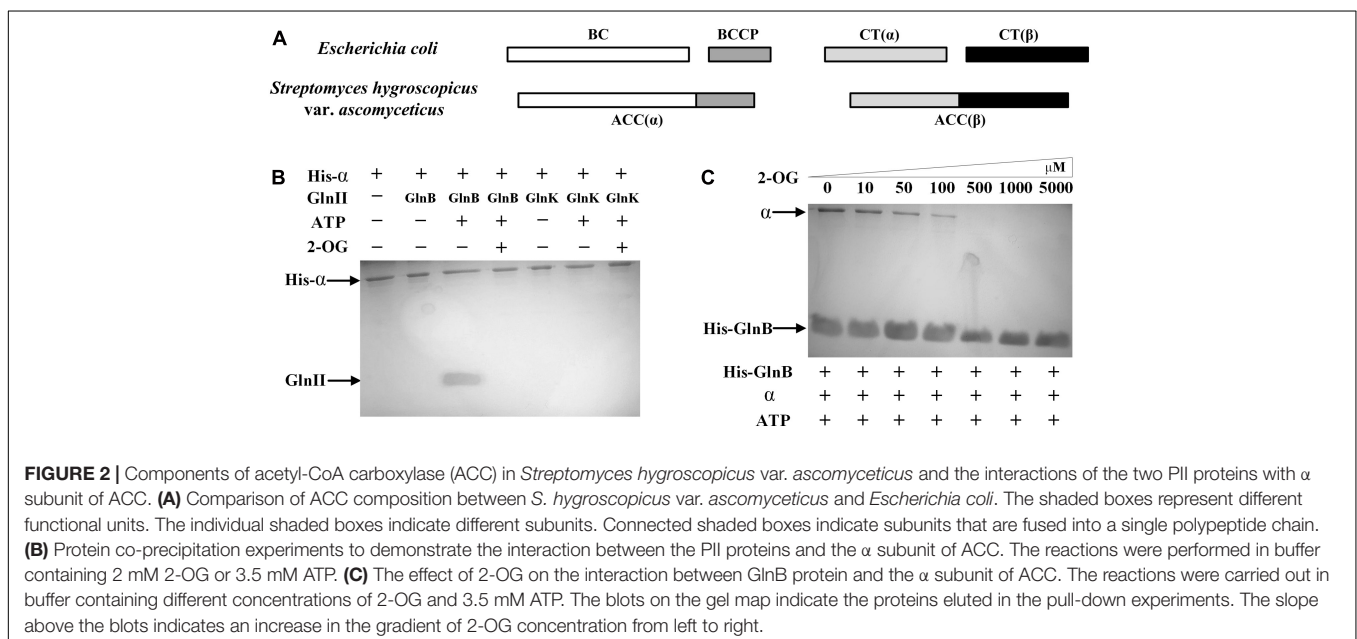 A
BC BCCP CT(α) CT(β)
Escherichia coli
Streptomyces hygroscopicus
var. ascomyceticus
ACC(α) ACC(β)
B
His-α + + + + + + +
GlnII − GlnB GlnB GlnB GlnK GlnK GlnK
ATP − − + + − + +
2-OG − − − + − − +
His-α
GlnII
C
μM
2-OG
0 10 50 100 500 1000 5000
α
His-GlnB
His-GlnB + + + + + + +
α + + + + + + +
ATP + + + + + + +
FIGURE 2 | Components of acetyl-CoA carboxylase (ACC) in Streptomyces hygroscopicus var. ascomyceticus and the interactions of the two PII proteins with α
subunit of ACC. (A) Comparison of ACC composition between S. hygroscopicus var. ascomyceticus and Escherichia coli. The shaded boxes represent different
functional units. The individual shaded boxes indicate different subunits. Connected shaded boxes indicate subunits that are fused into a single polypeptide chain.
(B) Protein co-precipitation experiments to demonstrate the interaction between the PII proteins and the α subunit of ACC. The reactions were performed in buffer
containing 2 mM 2-OG or 3.5 mM ATP. (C) The effect of 2-OG on the interaction between GlnB protein and the α subunit of ACC. The reactions were carried out in
buffer containing different concentrations of 2-OG and 3.5 mM ATP. The blots on the gel map indicate the proteins eluted in the pull-down experiments. The slope
above the blots indicates an increase in the gradient of 2-OG concentration from left to right.